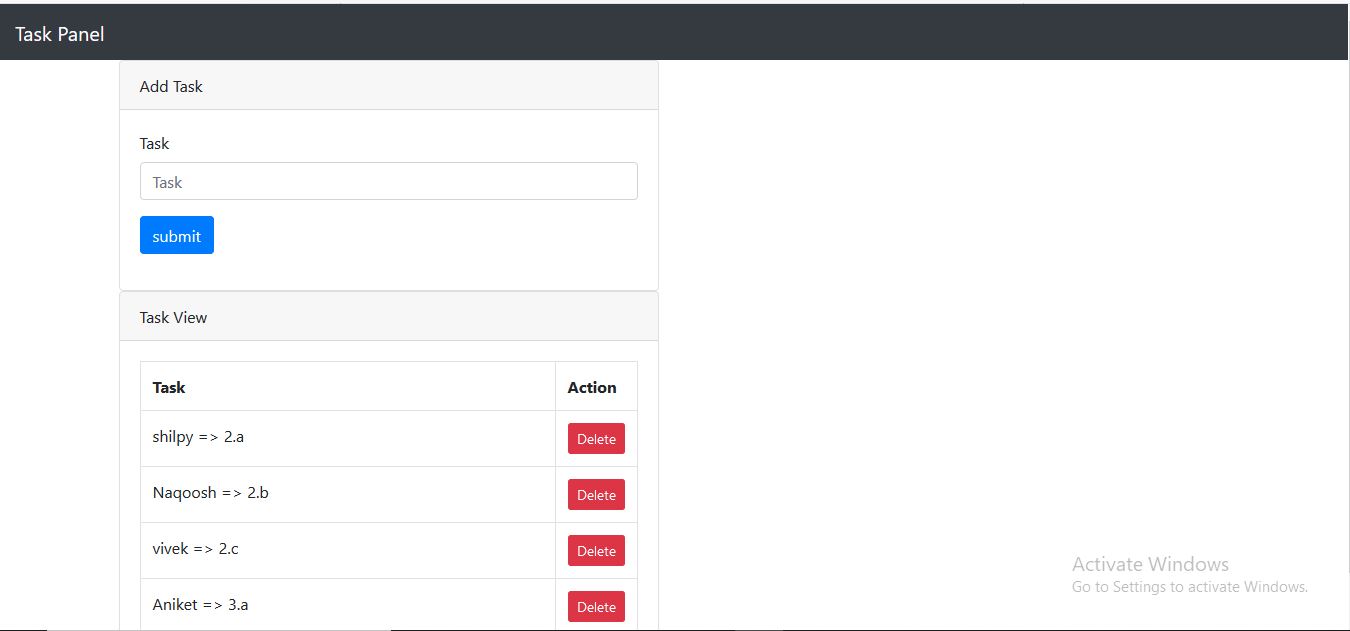 Task Panel
Add Task
Task
Task
submit
Task View
Task Action
shilpy => 2.a Delete
Naqoosh => 2.b Delete
vivek => 2.c Delete
Aniket => 3.a Delete
Activate Windows
Go to Settings to activate Windows.